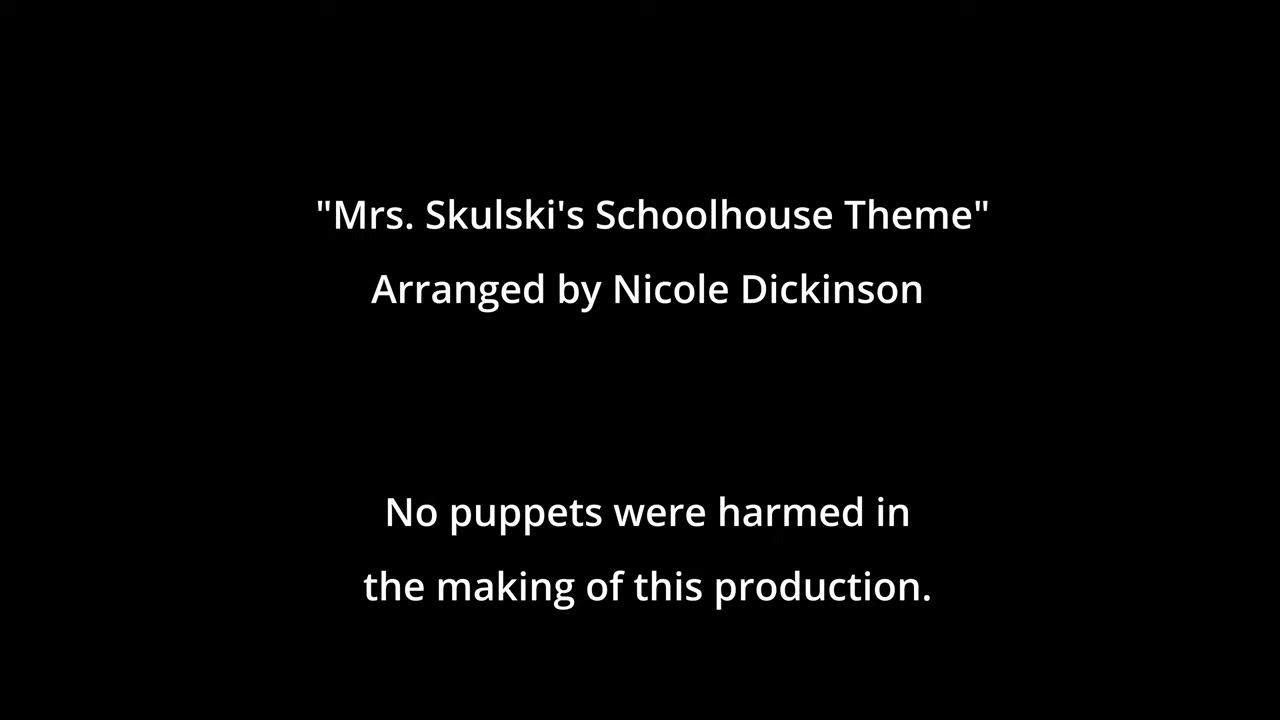 "Mrs. Skulski's Schoolhouse Theme"
Arranged by Nicole Dickinson
No puppets were harmed in
the making of this production.